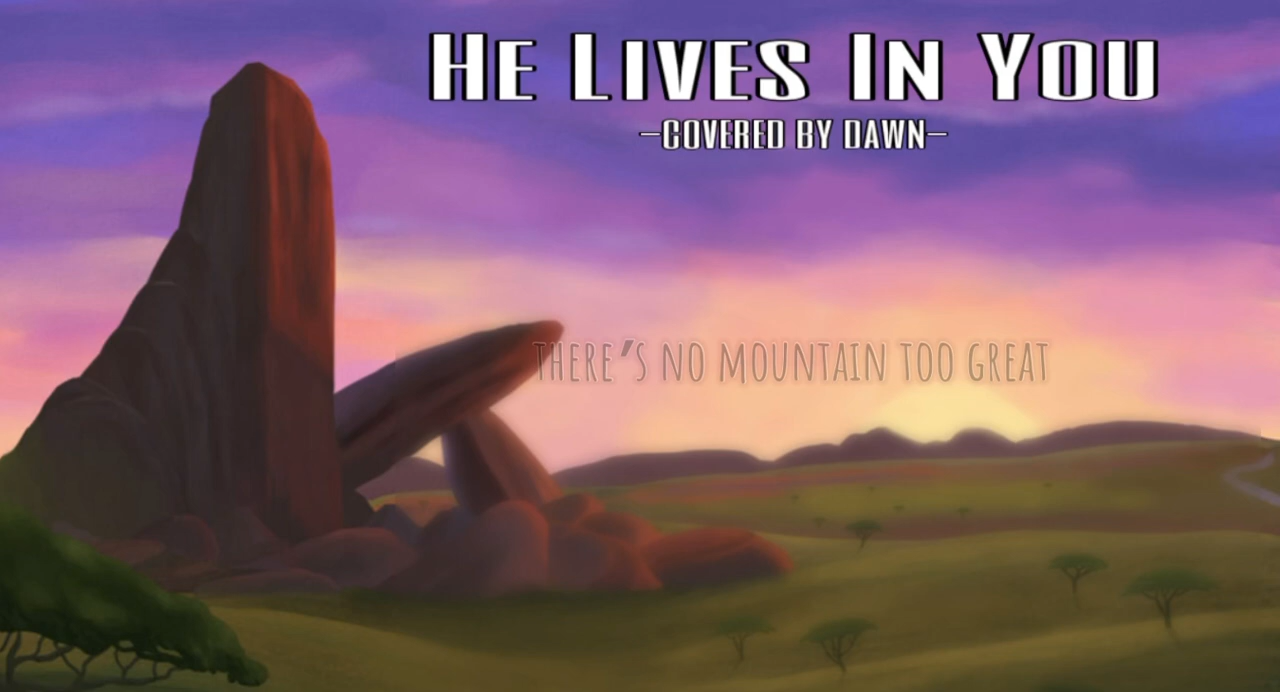 He Lives In You
-COVERED BY DAWN-
THERE'S NO MOUNTAIN TOO GREAT